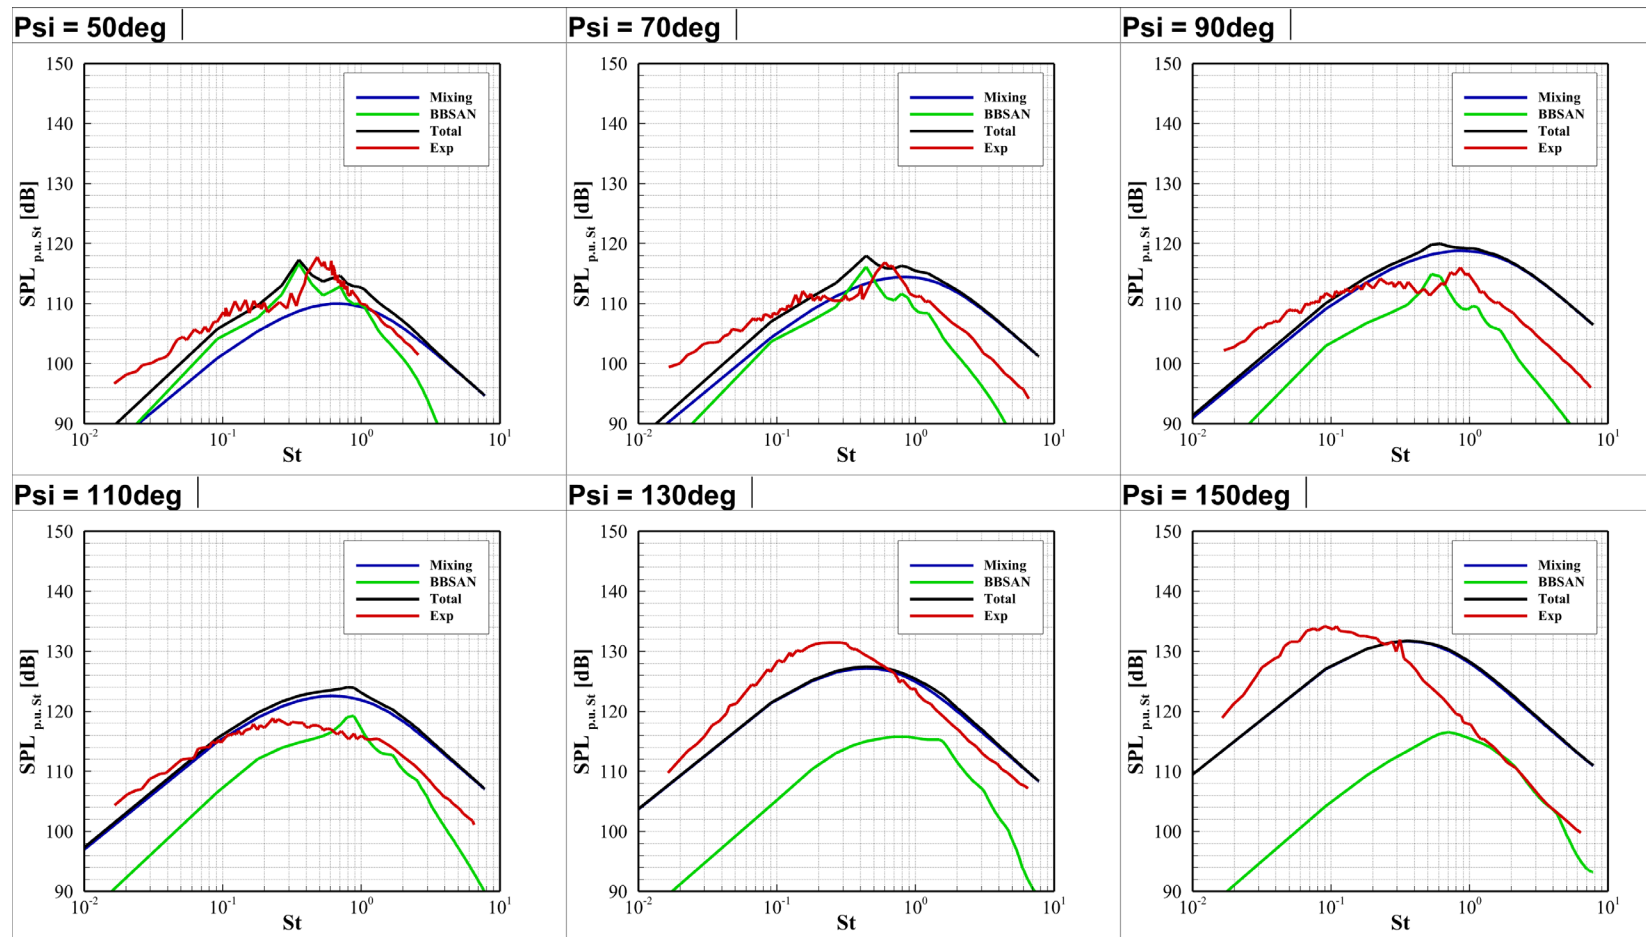 Psi = 50deg
Psi = 70deg
Psi = 90deg
150
140
130
120
110
100
90
SPL p.u. St [dB]
10-2
10-1
100
101
St
Mixing
BBSAN
Total
Exp
150
140
130
120
110
100
90
SPL p.u. St [dB]
10-2
10-1
100
101
St
Mixing
BBSAN
Total
Exp
150
140
130
120
110
100
90
SPL p.u. St [dB]
10-2
10-1
100
101
St
Mixing
BBSAN
Total
Exp
Psi = 110deg
Psi = 130deg
Psi = 150deg
150
140
130
120
110
100
90
SPL p.u. St [dB]
10-2
10-1
100
101
St
Mixing
BBSAN
Total
Exp
150
140
130
120
110
100
90
SPL p.u. St [dB]
10-2
10-1
100
101
St
Mixing
BBSAN
Total
Exp
150
140
130
120
110
100
90
SPL p.u. St [dB]
10-2
10-1
100
101
St
Mixing
BBSAN
Total
Exp